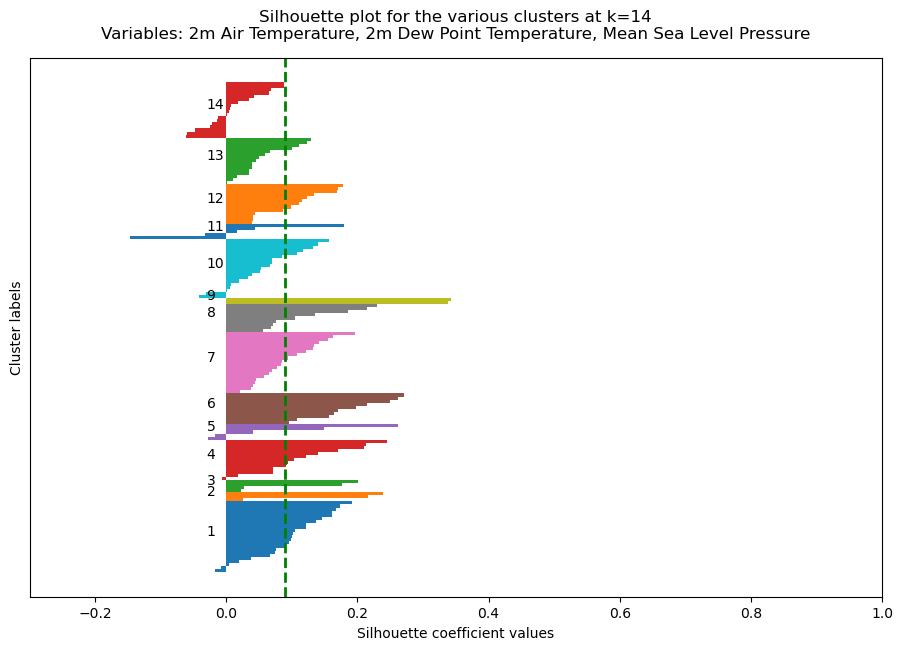 Silhouette plot for the various clusters at k=14
Variables: 2m Air Temperature, 2m Dew Point Temperature, Mean Sea Level Pressure
Cluster labels
14
13
12
11
10
9
8
7
6
5
4
3
2
1
−0.2 0.0 0.2 0.4 0.6 0.8 1.0
Silhouette coefficient values